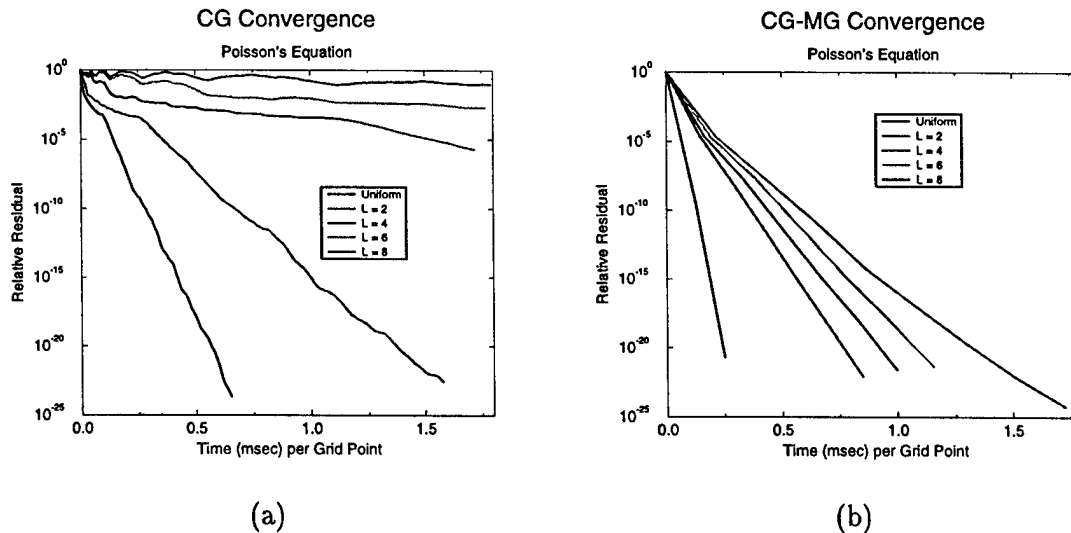 CG Convergence
Poisson's Equation
10^0
10^-5
10^-10
10^-15
10^-20
10^-25
Relative Residual
Uniform
L = 2
L = 4
L = 6
L = 8
0.0 0.5 1.0 1.5
Time (msec) per Grid Point
(a)
CG-MG Convergence
Poisson's Equation
10^0
10^-5
10^-10
10^-15
10^-20
10^-25
Relative Residual
Uniform
L = 2
L = 4
L = 6
L = 8
0.0 0.5 1.0 1.5
Time (msec) per Grid Point
(b)